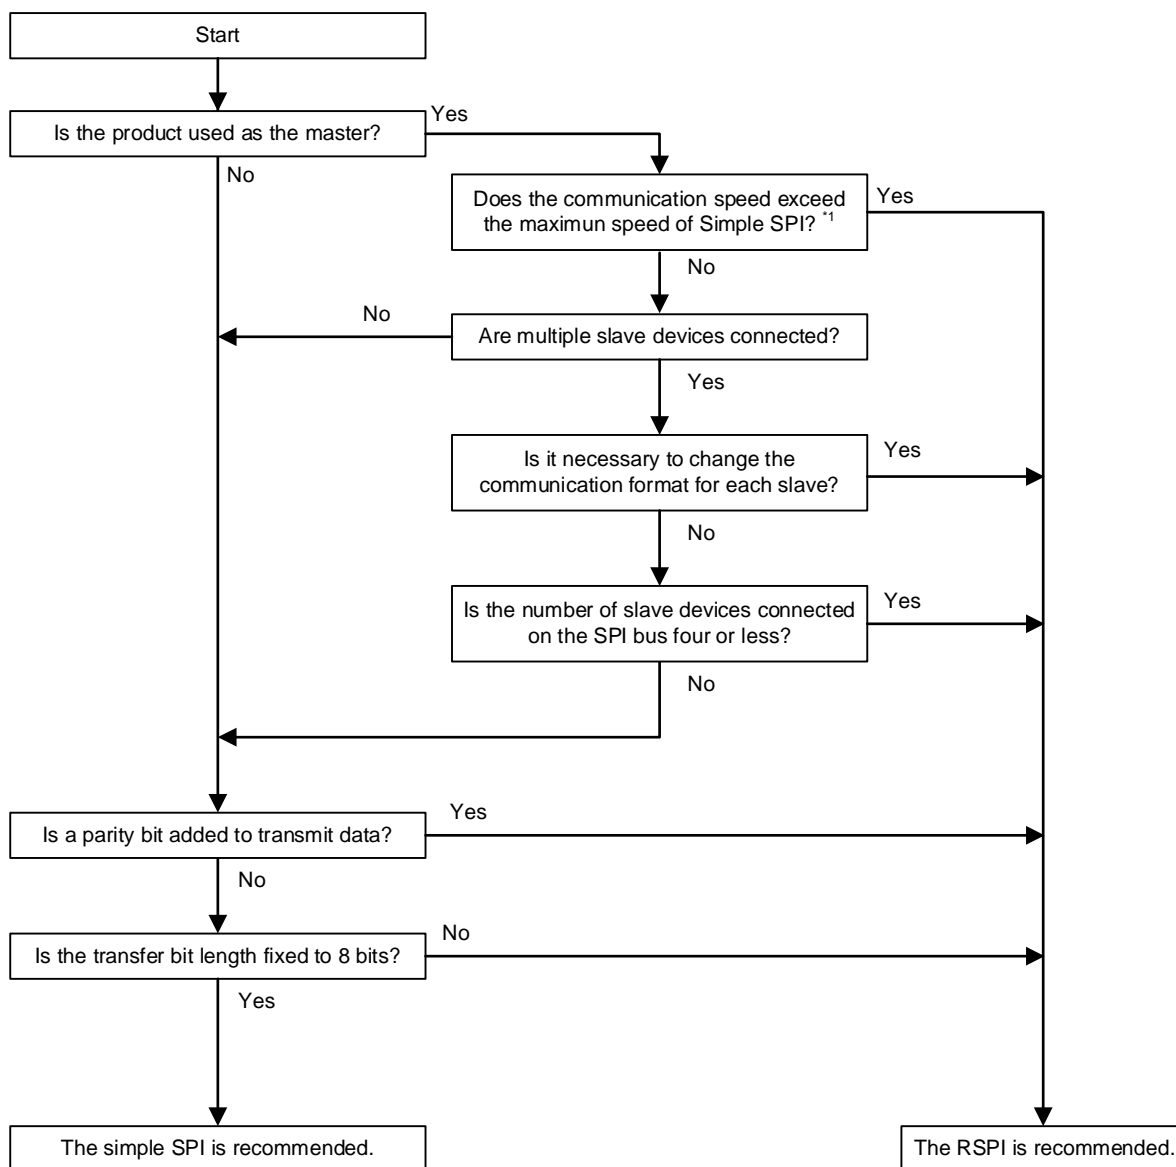 Start
Is the product used as the master?
Yes
No
Does the communication speed exceed
the maximun speed of Simple SPI? *1
Yes
No
Are multiple slave devices connected?
No
Yes
Is it necessary to change the
communication format for each slave?
Yes
No
Is the number of slave devices connected
on the SPI bus four or less?
Yes
No
Is a parity bit added to transmit data?
Yes
No
Is the transfer bit length fixed to 8 bits?
No
Yes
The simple SPI is recommended.
The RSPI is recommended.